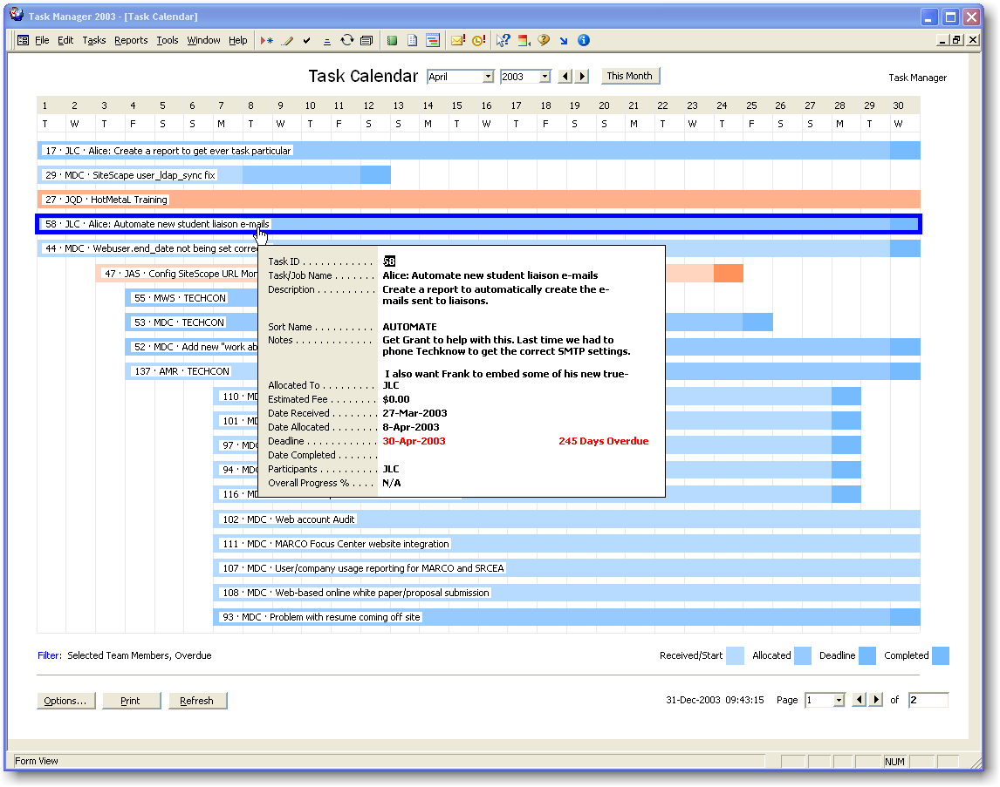 Task Manager 2003 - [Task Calendar]
File Edit Tasks Reports Tools Window Help
Task Calendar April 2003 This Month Task Manager
1 2 3 4 5 6 7 8 9 10 11 12 13 14 15 16 17 18 19 20 21 22 23 24 25 26 27 28 29 30
T W T F S S M T W T F S S M T W T F S S M T W T F S S M T W
17 · JLC · Alice: Create a report to get ever task particular
29 · MDC · SiteScape user_ldap_sync fix
27 · JQD · HotMetaL Training
58 · JLC · Alice: Automate new student liaison e-mails
44 · MDC · Webuser.end_date not being set corre
47 · JAS · Config SiteScope URL Mon
55 · MWS · TECHCON
53 · MDC · TECHCON
52 · MDC · Add new "work ab
137 · AMR · TECHCON
110 · MD
101 · MD
97 · MD
94 · MD
116 · M
102 · MDC · Web account Audit
111 · MDC · MARCO Focus Center website integration
107 · MDC · User/company usage reporting for MARCO and SRCEA
108 · MDC · Web-based online white paper/proposal submission
93 · MDC · Problem with resume coming off site
Task ID . . . . . . . . . . . . 58
Task/Job Name . . . . . . . Alice: Automate new student liaison e-mails
Description . . . . . . . . . . Create a report to automatically create the e-
mails sent to liaisons.
Sort Name . . . . . . . . . . AUTOMATE
Notes . . . . . . . . . . . . . Get Grant to help with this. Last time we had to
phone Techknow to get the correct SMTP settings.
I also want Frank to embed some of his new true-
Allocated To . . . . . . . . . JLC
Estimated Fee . . . . . . . . $0.00
Date Received . . . . . . . . 27-Mar-2003
Date Allocated . . . . . . . . 8-Apr-2003
Deadline . . . . . . . . . . . . 30-Apr-2003 245 Days Overdue
Date Completed . . . . . . .
Participants . . . . . . . . . . JLC
Overall Progress % . . . . N/A
Filter: Selected Team Members, Overdue Received/Start Allocated Deadline Completed
Options... Print Refresh 31-Dec-2003 09:43:15 Page 1 of 2
Form View NUM